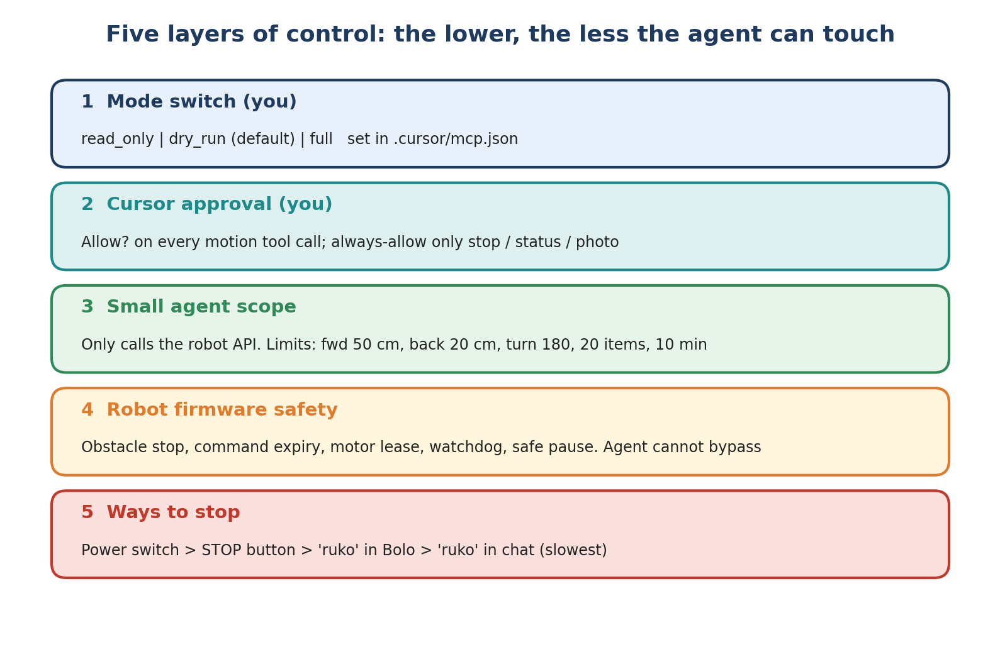 Five layers of control: the lower, the less the agent can touch
1 Mode switch (you)
read_only | dry_run (default) | full set in .cursor/mcp.json
2 Cursor approval (you)
Allow? on every motion tool call; always-allow only stop / status / photo
3 Small agent scope
Only calls the robot API. Limits: fwd 50 cm, back 20 cm, turn 180, 20 items, 10 min
4 Robot firmware safety
Obstacle stop, command expiry, motor lease, watchdog, safe pause. Agent cannot bypass
5 Ways to stop
Power switch > STOP button > 'ruko' in Bolo > 'ruko' in chat (slowest)